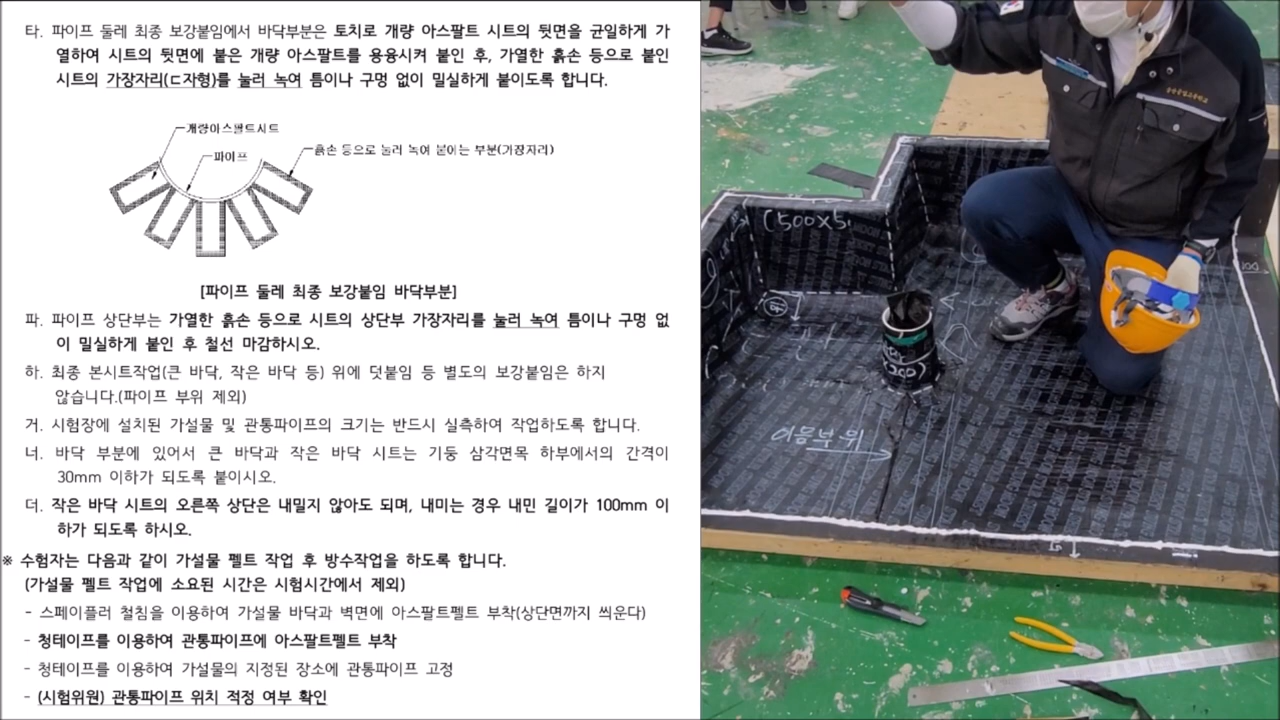 타. 파이프 둘레 최종 보강붙임에서 바닥부분은 토치로 개량 아스팔트 시트의 뒷면을 균일하게 가
열하여 시트의 뒷면에 붙은 개량 아스팔트를 용융시켜 붙인 후, 가열한 흙손 등으로 붙인
시트의 가장자리(ㄷ자형)를 눌러 녹여 틈이나 구멍 없이 밀실하게 붙이도록 합니다.
개량아스팔트시트
파이프
흙손 등으로 눌러 녹여 붙이는 부분(가장자리)
[파이프 둘레 최종 보강붙임 바닥부분]
파. 파이프 상단부는 가열한 흙손 등으로 시트의 상단부 가장자리를 눌러 녹여 틈이나 구멍 없
이 밀실하게 붙인 후 철선 마감하시오.
하. 최종 본시트작업(큰 바닥, 작은 바닥 등) 위에 덧붙임 등 별도의 보강붙임은 하지
않습니다.(파이프 부위 제외)
거. 시험장에 설치된 가설물 및 관통파이프의 크기는 반드시 실측하여 작업하도록 합니다.
너. 바닥 부분에 있어서 큰 바닥과 작은 바닥 시트는 기둥 삼각면목 하부에서의 간격이
30mm 이하가 되도록 붙이시오.
더. 작은 바닥 시트의 오른쪽 상단은 내밀지 않아도 되며, 내미는 경우 내민 길이가 100mm 이
하가 되도록 하시오.
※ 수험자는 다음과 같이 가설물 펠트 작업 후 방수작업을 하도록 합니다.
(가설물 펠트 작업에 소요된 시간은 시험시간에서 제외)
- 스페이플러 철침을 이용하여 가설물 바닥과 벽면에 아스팔트펠트 부착(상단면까지 씌운다)
- 청테이프를 이용하여 관통파이프에 아스팔트펠트 부착
- 청테이프를 이용하여 가설물의 지정된 장소에 관통파이프 고정
- (시험위원) 관통파이프 위치 적정 여부 확인
(500x5
100
(200)
이음부위